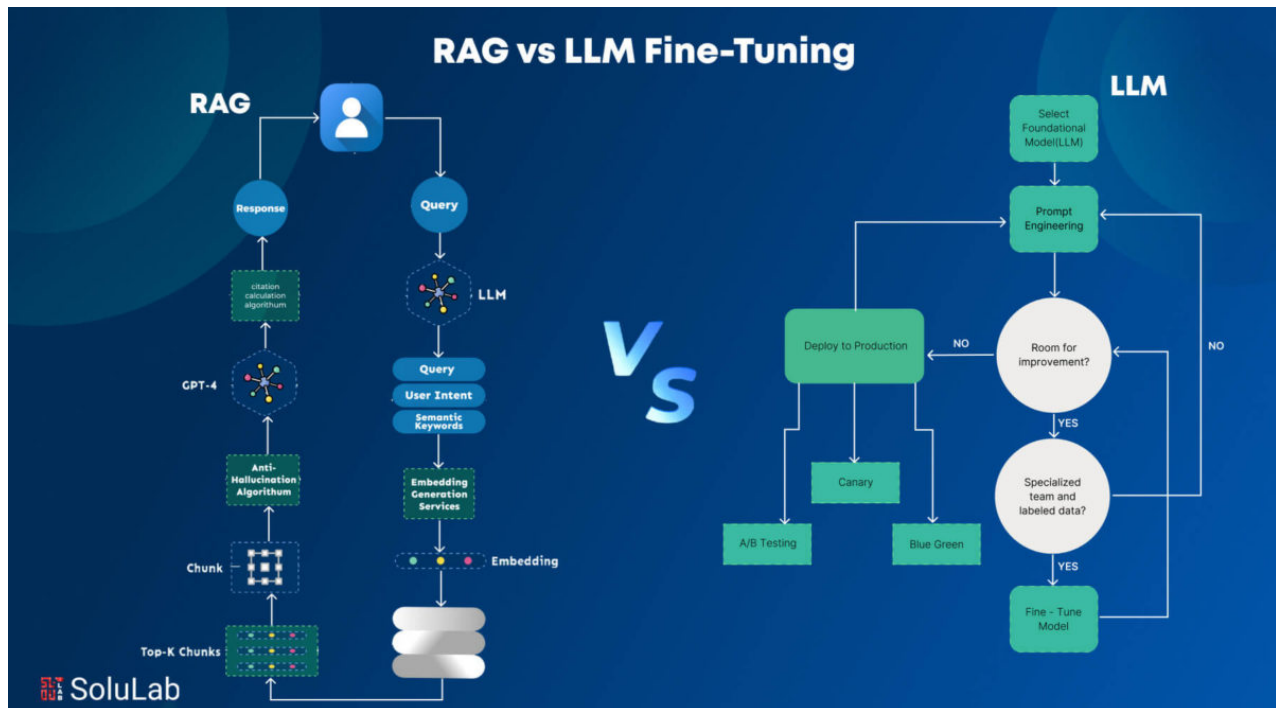 RAG vs LLM Fine-Tuning
RAG
Response
Query
citation
calculation
algorithum
LLM
GPT-4
Query
User Intent
Semantic
Keywords
Anti-
Hallucination
Algorithum
Embedding
Generation
Services
Chunk
Embedding
Top-K Chunks
SoluLab
VS
LLM
Select
Foundational
Model(LLM)
Prompt
Engineering
Room for
improvement?
NO
NO
Deploy to Production
YES
Specialized
team and
labeled data?
Canary
A/B Testing
Blue Green
YES
Fine - Tune
Model